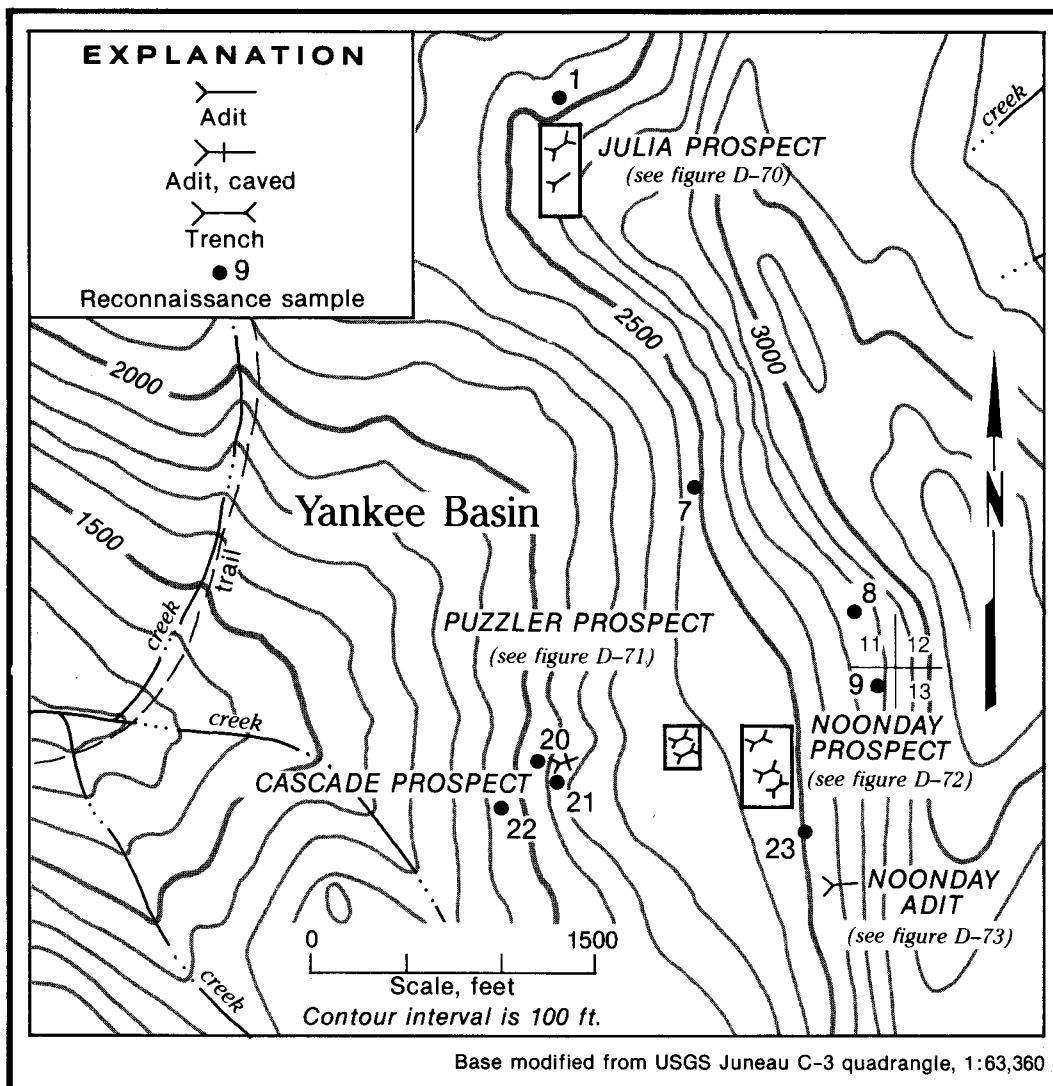 EXPLANATION
Adit
Adit, caved
Trench
9
Reconnaissance sample
1
JULIA PROSPECT
(see figure D-70)
creek
2500
3000
2000
1500
Yankee Basin
7
N
trail
creek
8
11 12
9 13
PUZZLER PROSPECT
(see figure D-71)
creek
NOONDAY
PROSPECT
(see figure D-72)
20
CASCADE PROSPECT
21
22
23
NOONDAY
ADIT
(see figure D-73)
0 1500
Scale, feet
Contour interval is 100 ft.
creek
Base modified from USGS Juneau C-3 quadrangle, 1:63,360